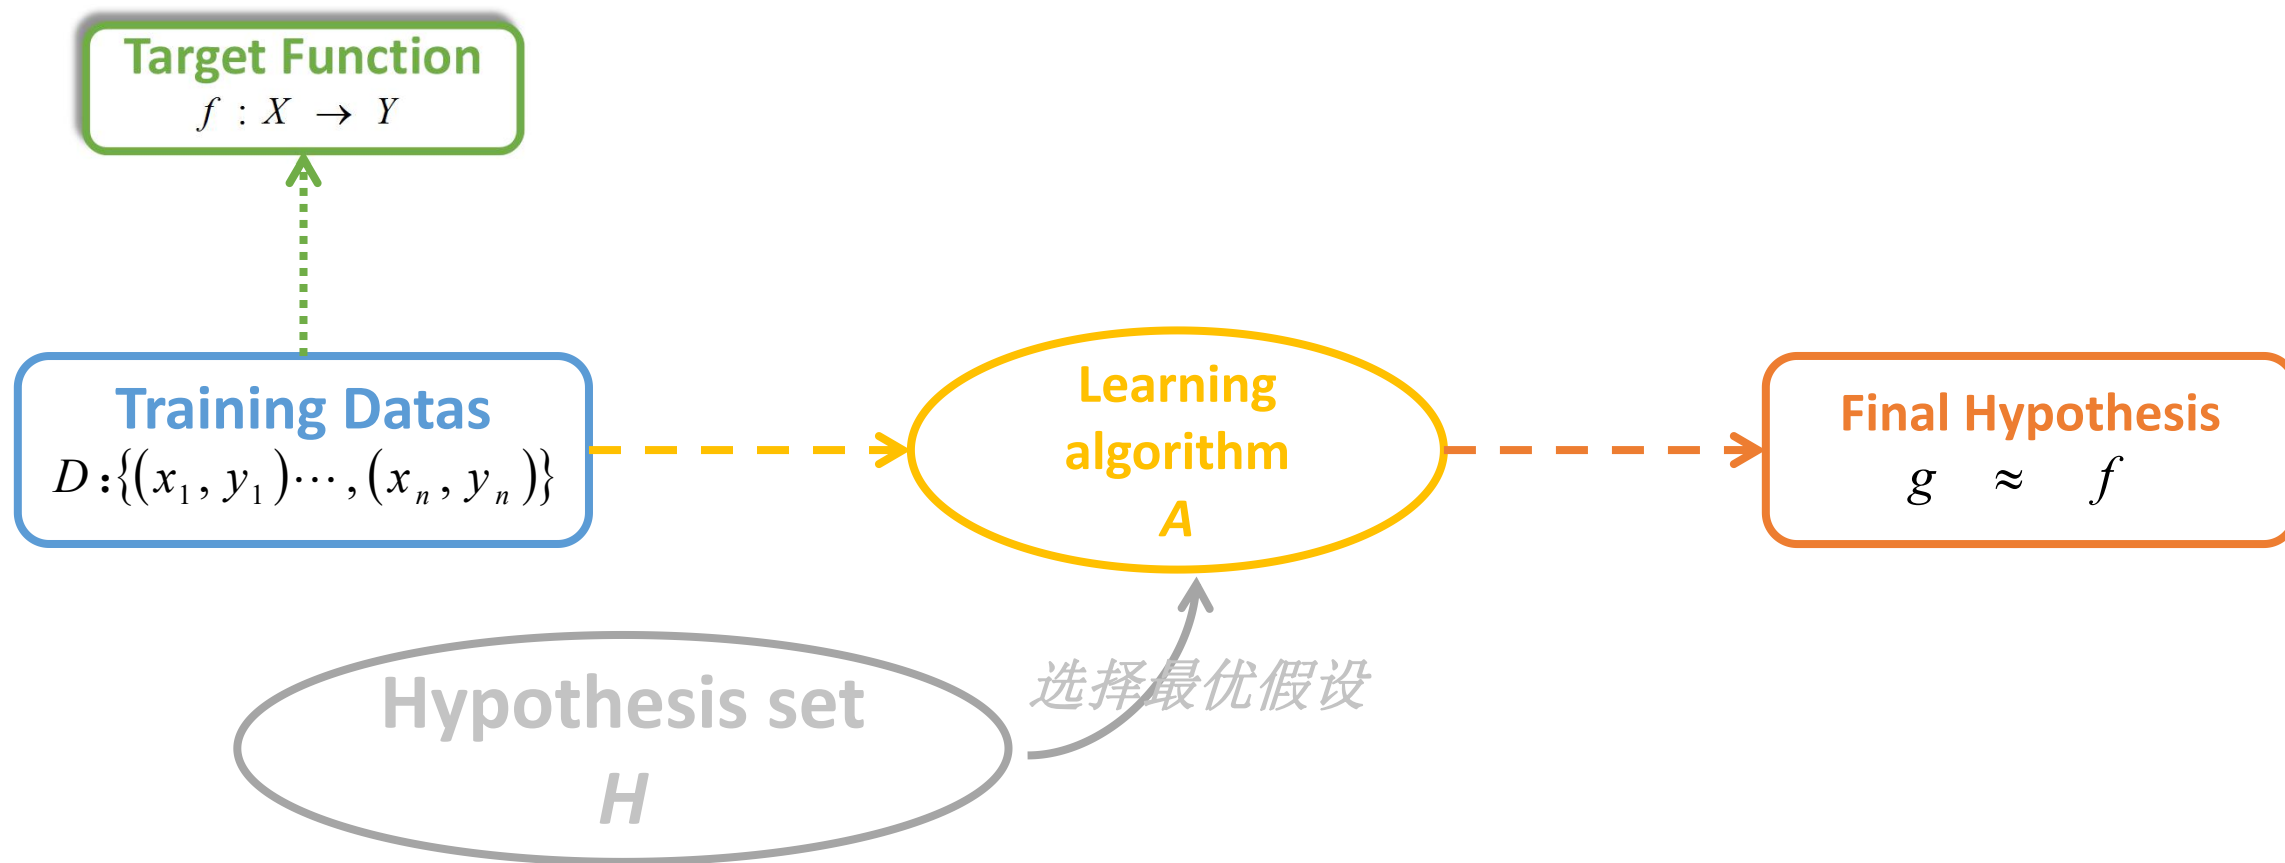 Target Function
f : X → Y
Training Datas
D:{(x₁, y₁)⋯,(xₙ, yₙ)}
Learning
algorithm
A
Final Hypothesis
g ≈ f
Hypothesis set
H
选择最优假设